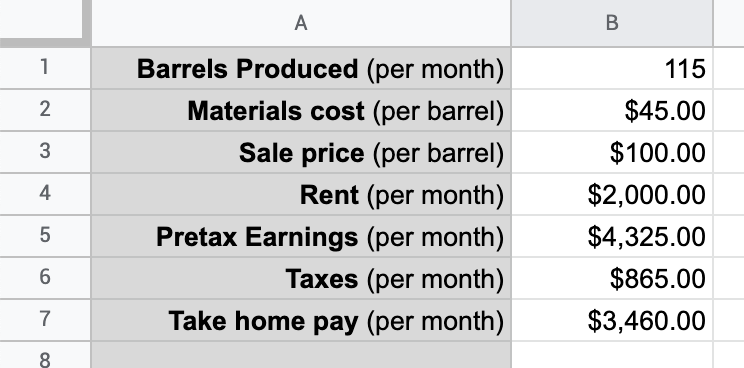 A B
1 Barrels Produced (per month) 115
2 Materials cost (per barrel) $45.00
3 Sale price (per barrel) $100.00
4 Rent (per month) $2,000.00
5 Pretax Earnings (per month) $4,325.00
6 Taxes (per month) $865.00
7 Take home pay (per month) $3,460.00
8